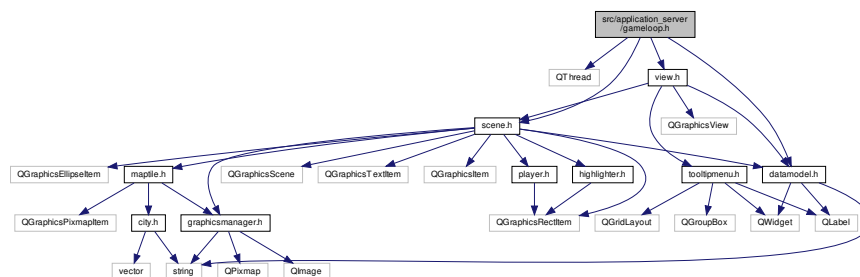 src/application_server
/gameloop.h
QThread
view.h
scene.h
QGraphicsView
QGraphicsEllipseItem
maptile.h
QGraphicsScene
QGraphicsTextItem
QGraphicsItem
player.h
highlighter.h
tooltipmenu.h
datamodel.h
QGraphicsPixmapItem
city.h
graphicsmanager.h
QGraphicsRectItem
QGridLayout
QGroupBox
QWidget
QLabel
vector
string
QPixmap
QImage